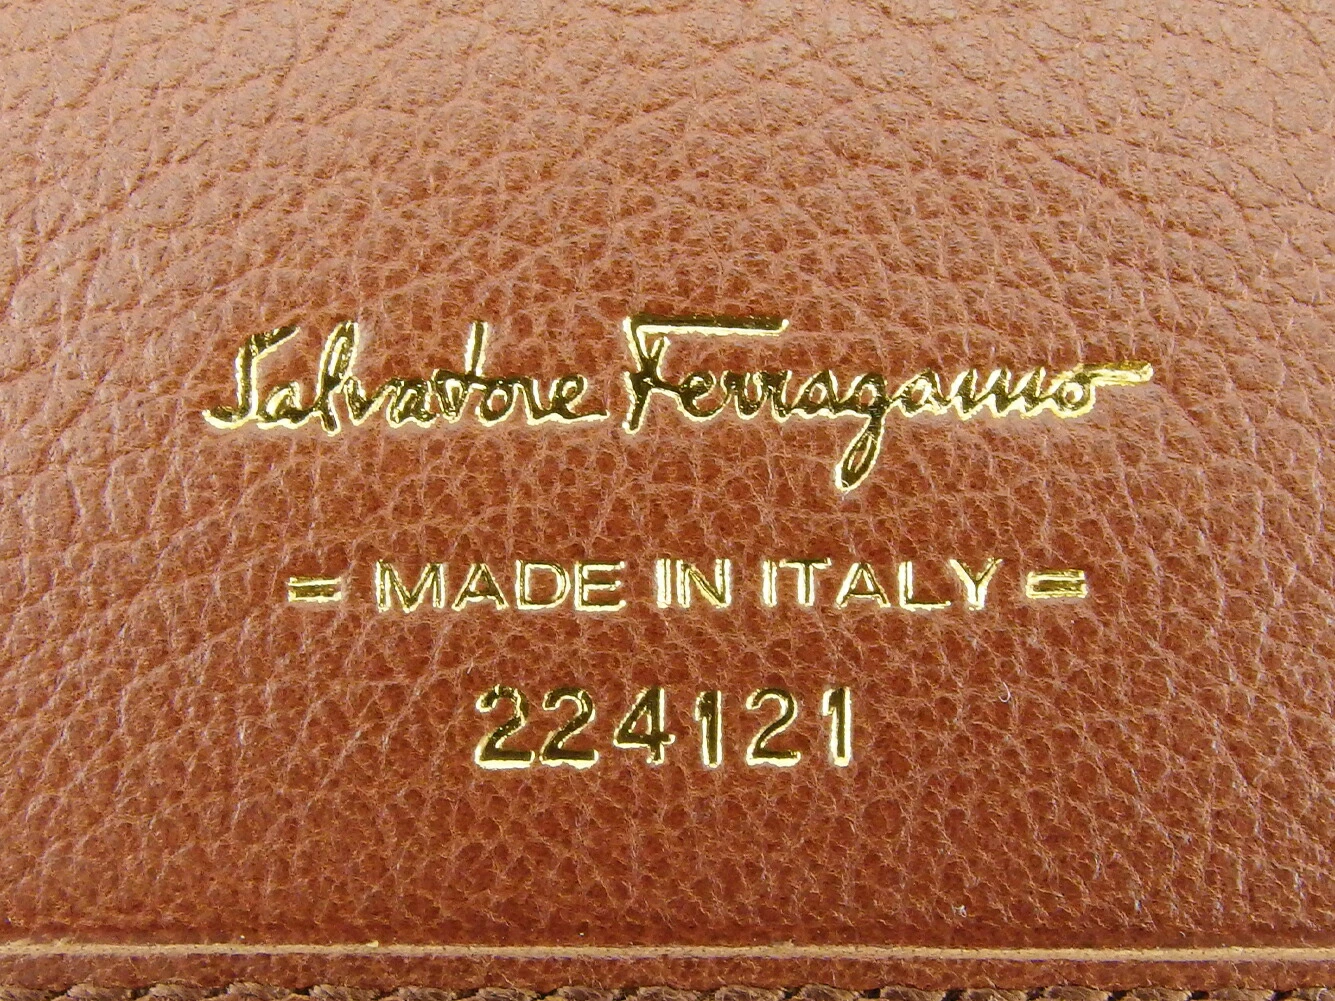 Salvatore Ferragamo
= MADE IN ITALY =
224121